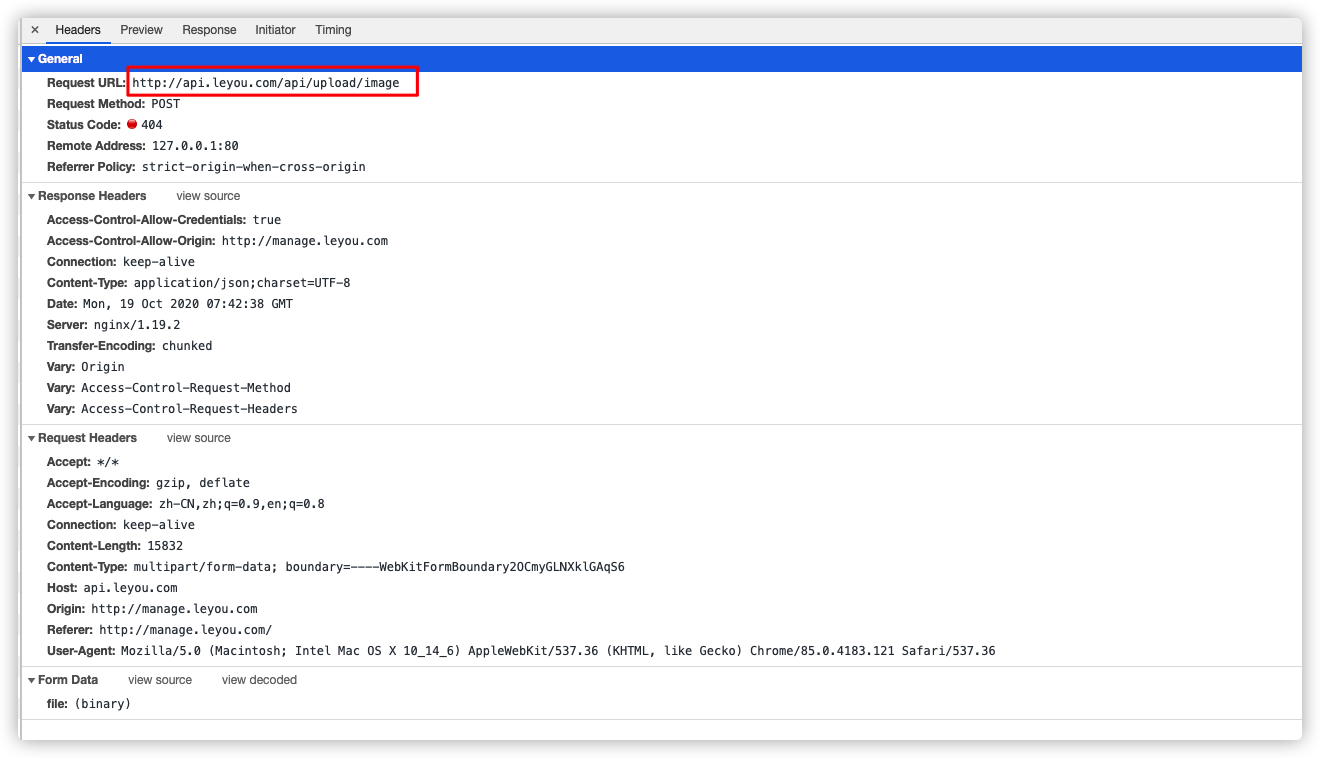 × Headers Preview Response Initiator Timing
▼General
Request URL: http://api.leyou.com/api/upload/image
Request Method: POST
Status Code: 404
Remote Address: 127.0.0.1:80
Referrer Policy: strict-origin-when-cross-origin
▼Response Headers view source
Access-Control-Allow-Credentials: true
Access-Control-Allow-Origin: http://manage.leyou.com
Connection: keep-alive
Content-Type: application/json;charset=UTF-8
Date: Mon, 19 Oct 2020 07:42:38 GMT
Server: nginx/1.19.2
Transfer-Encoding: chunked
Vary: Origin
Vary: Access-Control-Request-Method
Vary: Access-Control-Request-Headers
▼Request Headers view source
Accept: */*
Accept-Encoding: gzip, deflate
Accept-Language: zh-CN,zh;q=0.9,en;q=0.8
Connection: keep-alive
Content-Length: 15832
Content-Type: multipart/form-data; boundary=----WebKitFormBoundary2OCmyGLNXklGAqS6
Host: api.leyou.com
Origin: http://manage.leyou.com
Referer: http://manage.leyou.com/
User-Agent: Mozilla/5.0 (Macintosh; Intel Mac OS X 10_14_6) AppleWebKit/537.36 (KHTML, like Gecko) Chrome/85.0.4183.121 Safari/537.36
▼Form Data view source view decoded
file: (binary)